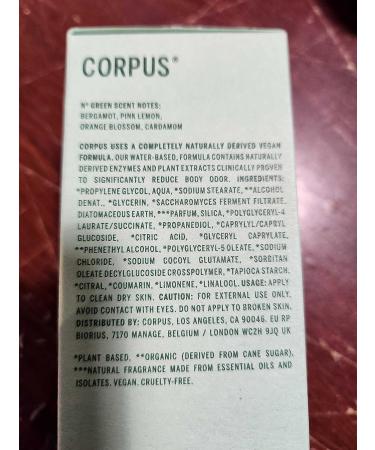 CORPUS®
Nº GREEN SCENT NOTES:
BERGAMOT, PINK LEMON,
ORANGE BLOSSOM, CARDAMOM
CORPUS USES A COMPLETELY NATURALLY DERIVED VEGAN
FORMULA. OUR WATER-BASED, FORMULA CONTAINS NATURALLY
DERIVED ENZYMES AND PLANT EXTRACTS CLINICALLY PROVEN
TO SIGNIFICANTLY REDUCE BODY ODOR. INGREDIENTS:
*PROPYLENE GLYCOL, AQUA, *SODIUM STEARATE, **ALCOHOL
DENAT., *GLYCERIN, *SACCHAROMYCES FERMENT FILTRATE,
DIATOMACEOUS EARTH, ***PARFUM, SILICA, *POLYGLYCERYL-4
LAURATE/SUCCINATE, *PROPANEDIOL, *CAPRYLYL/CAPRYL
GLUCOSIDE, *CITRIC ACID, *GLYCERYL CAPRYLATE,
**PHENETHYL ALCOHOL, *POLYGLYCERYL-5 OLEATE, *SODIUM
CHLORIDE, *SODIUM COCOYL GLUTAMATE, *SORBITAN
OLEATE DECYLGLUCOSIDE CROSSPOLYMER, *TAPIOCA STARCH,
*CITRAL, *COUMARIN, *LIMONENE, *LINALOOL. USAGE: APPLY
TO CLEAN DRY SKIN. CAUTION: FOR EXTERNAL USE ONLY.
AVOID CONTACT WITH EYES. DO NOT APPLY TO BROKEN SKIN.
DISTRIBUTED BY: CORPUS, LOS ANGELES, CA 90046. EU RP
BIORIUS, 7170 MANAGE, BELGIUM / LONDON WC2H 9JQ UK
*PLANT BASED, **ORGANIC (DERIVED FROM CANE SUGAR),
***NATURAL FRAGRANCE MADE FROM ESSENTIAL OILS AND
ISOLATES. VEGAN. CRUELTY-FREE.